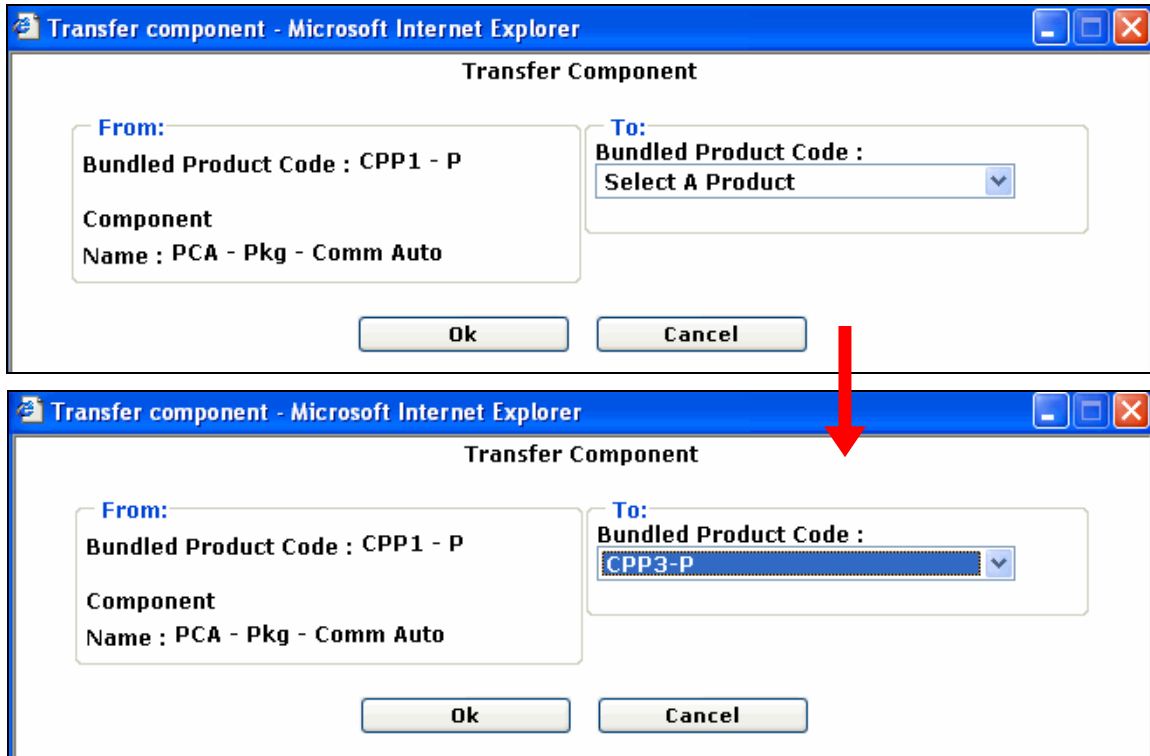 Transfer component - Microsoft Internet Explorer
Transfer Component
From:
Bundled Product Code : CPP1 - P
Component
Name : PCA - Pkg - Comm Auto
To:
Bundled Product Code :
Select A Product
Ok
Cancel
Transfer component - Microsoft Internet Explorer
Transfer Component
From:
Bundled Product Code : CPP1 - P
Component
Name : PCA - Pkg - Comm Auto
To:
Bundled Product Code :
CPP3-P
Ok
Cancel